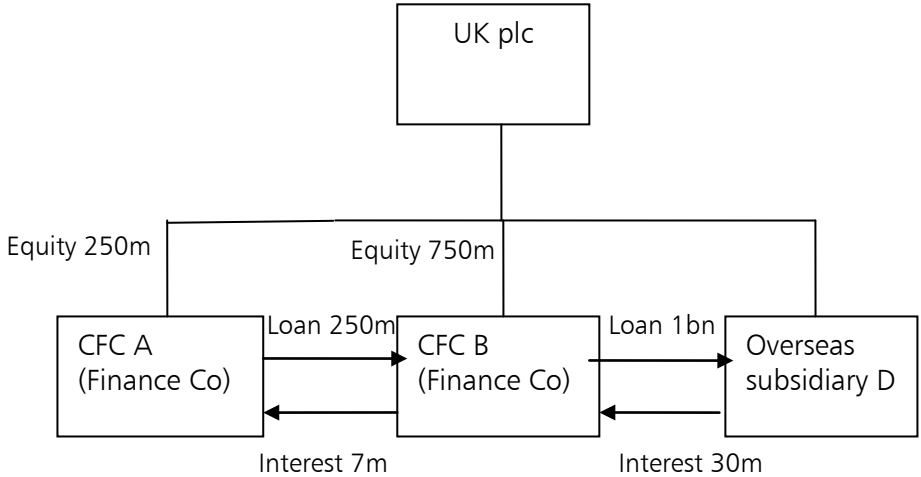 UK plc
Equity 250m
Equity 750m
Loan 250m
Loan 1bn
CFC A
(Finance Co)
CFC B
(Finance Co)
Overseas
subsidiary D
Interest 7m
Interest 30m